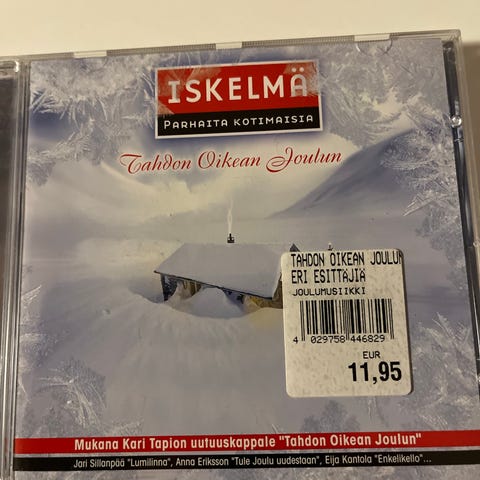 ISKELMÄ
PARHAITA KOTIMAISIA
Tahdon Oikean Joulun
TAHDON OIKEAN JOULUN
ERI ESITTÄJIÄ
JOULUMUSIIKKI
4 029758 446829
EUR
11,95
Mukana Kari Tapion uutuuskappale "Tahdon Oikean Joulun"
Jari Sillanpää "Lumilinna", Anna Eriksson "Tule Joulu uudestaan", Eija Kantola "Enkelikello"...